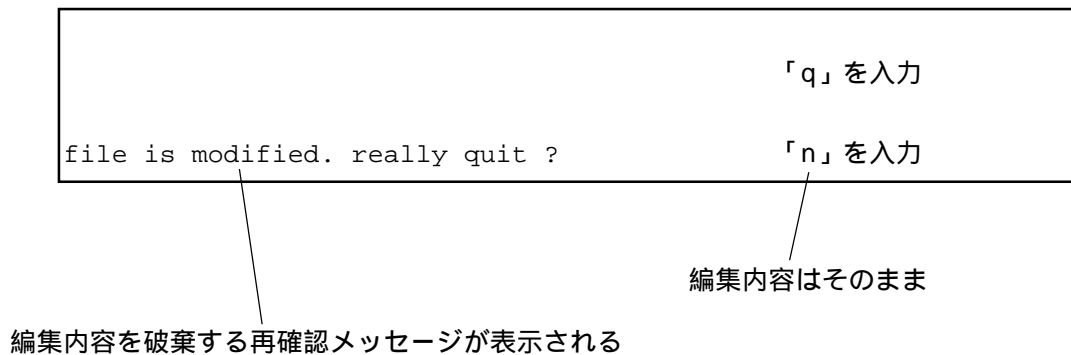 「q」を入力
file is modified. really quit ? 「n」を入力
編集内容はそのまま
編集内容を破棄する再確認メッセージが表示される